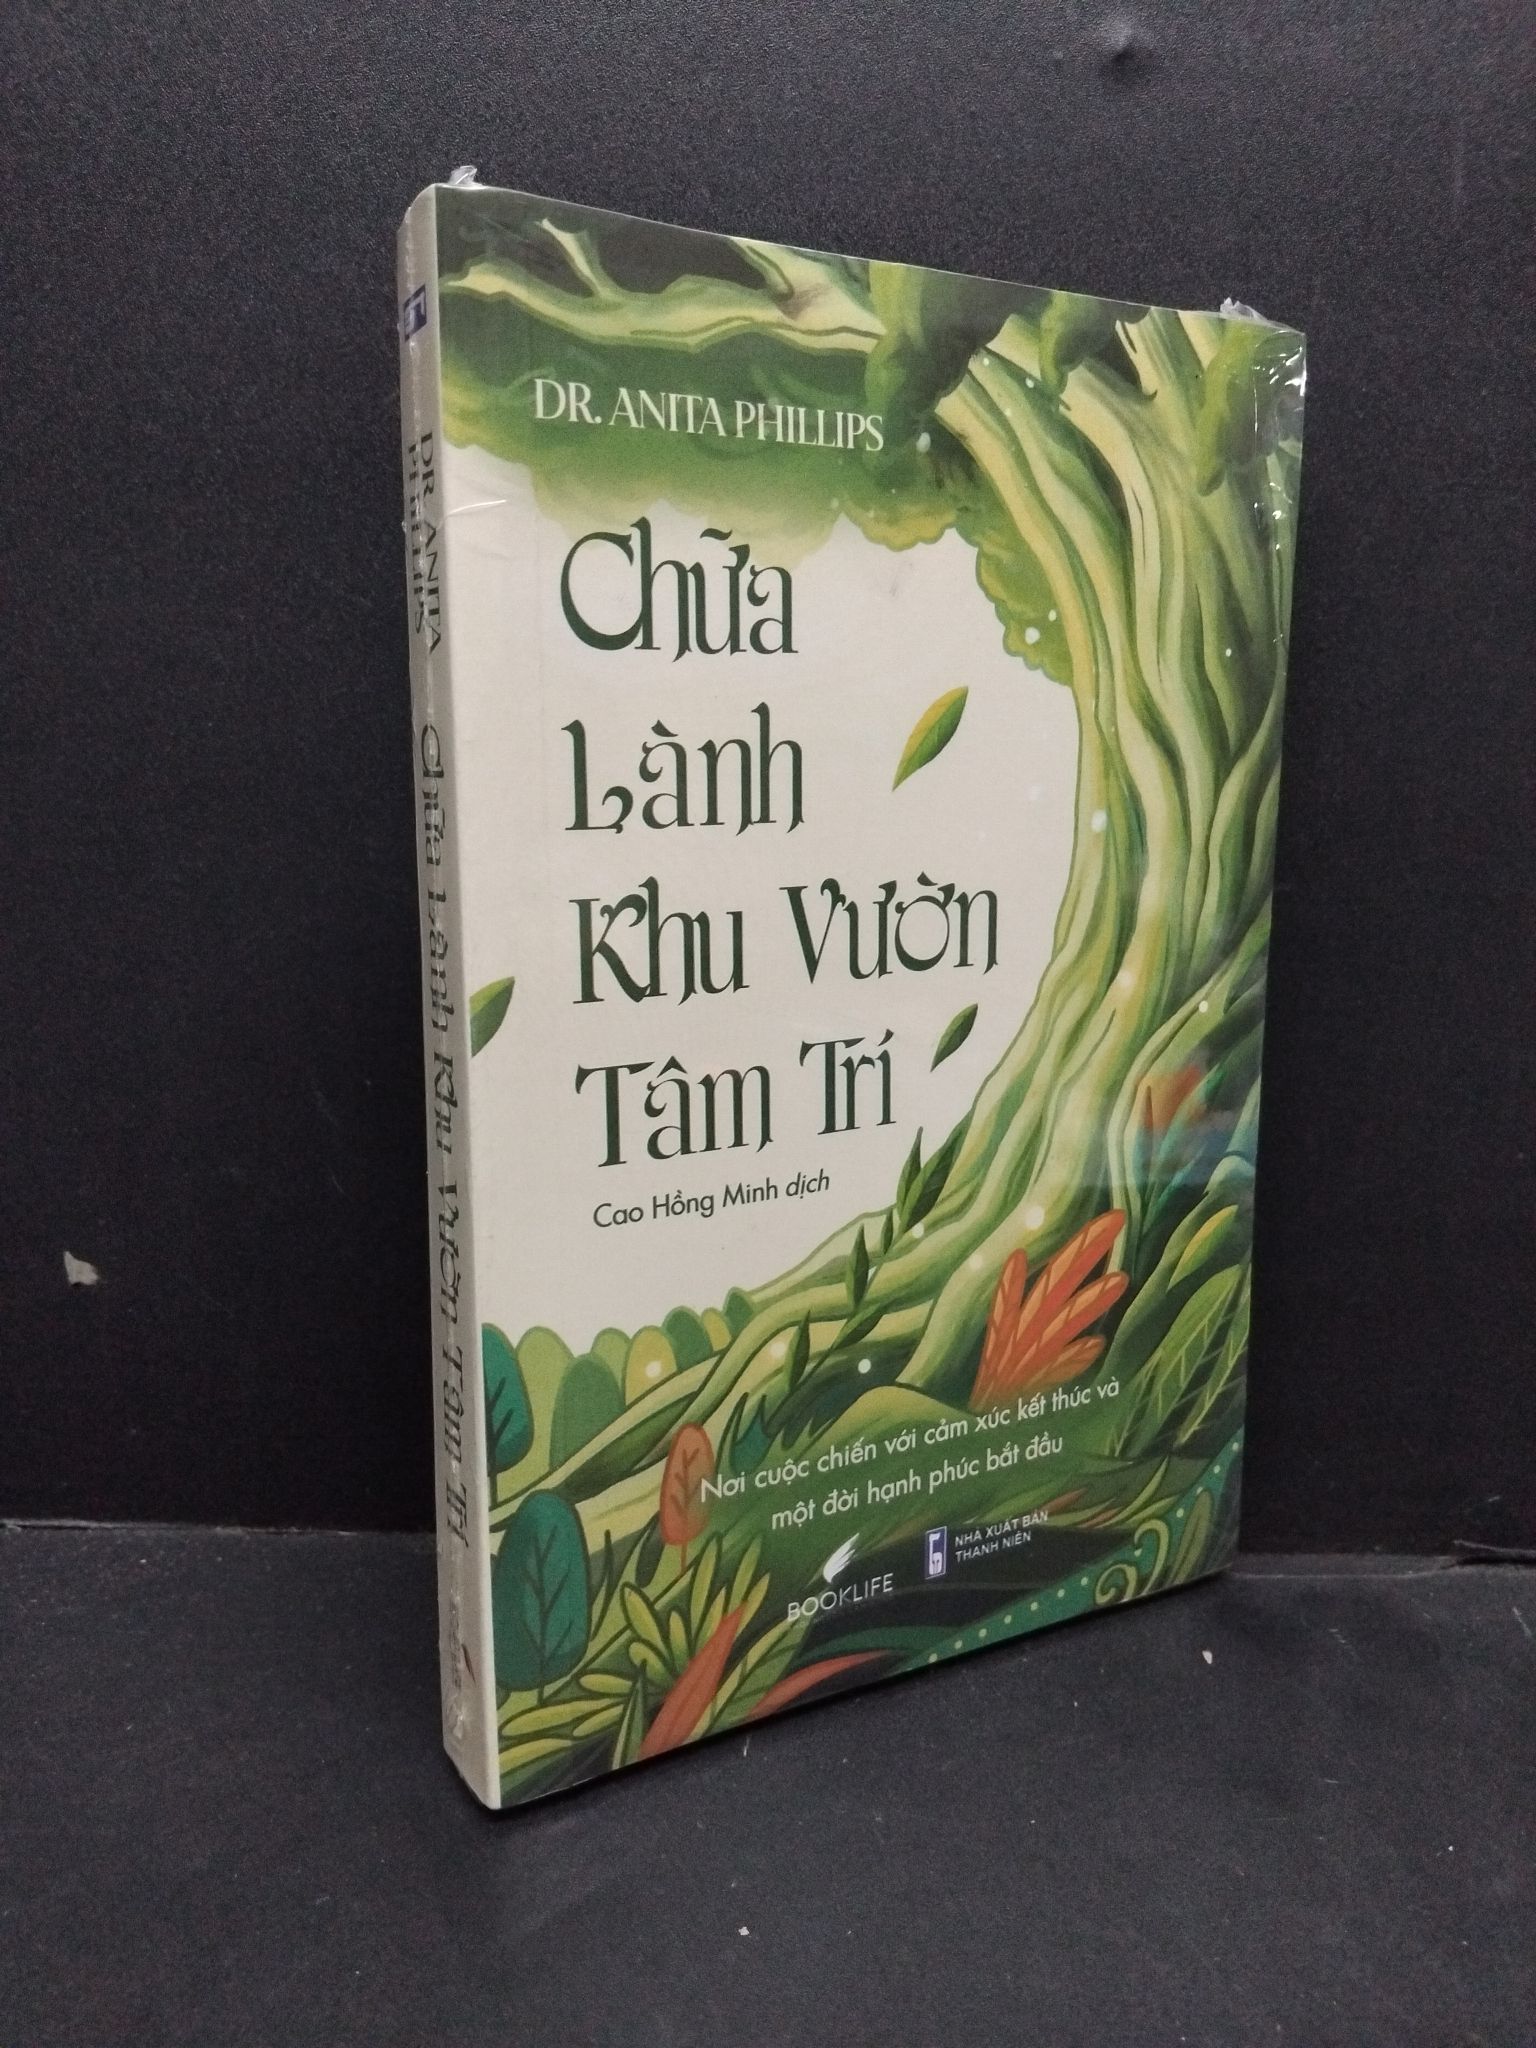 DR. ANITA PHILLIPS
Chữa
Lành
Khu Vườn
Tâm Trí
Cao Hồng Minh dịch
Nơi cuộc chiến với cảm xúc kết thúc và
một đời hạnh phúc bắt đầu
BOOKLIFE
NHÀ XUẤT BẢN
THANH NIÊN
DR. ANITA
PHILLIPS
Chữa Lành Khu Vườn Tâm Trí